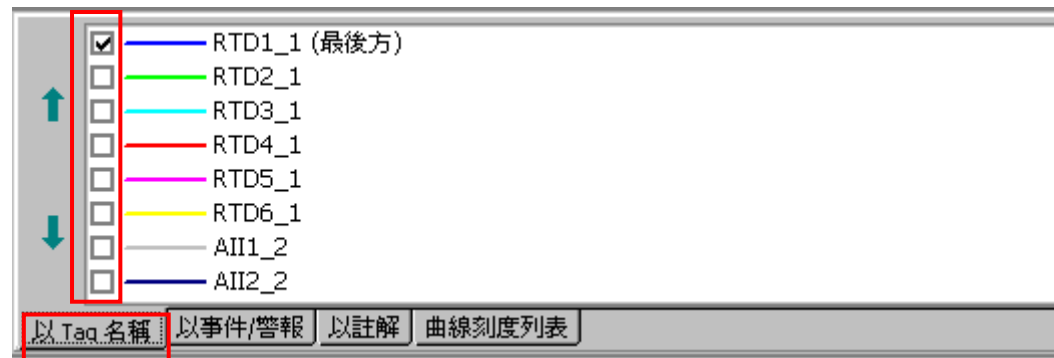 RTD1_1 (最後方)
RTD2_1
RTD3_1
RTD4_1
RTD5_1
RTD6_1
AII1_2
AII2_2
以 Tag 名稱 以事件/警報 以註解 曲線刻度列表